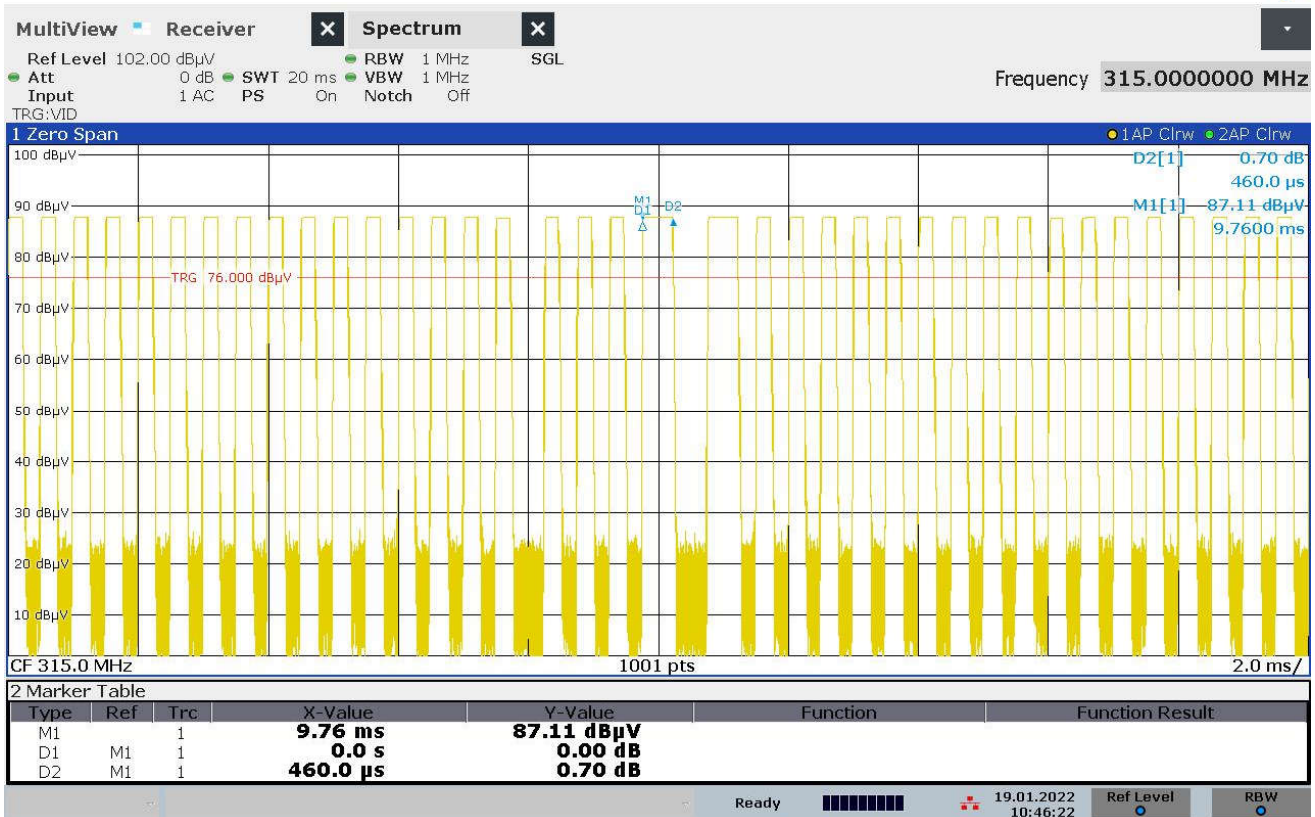 MultiView Receiver X Spectrum X
Ref Level 102.00 dBµV RBW 1 MHz SGL
Att 0 dB SWT 20 ms VBW 1 MHz
Input 1 AC PS On Notch Off
Frequency 315.0000000 MHz
TRG:VID
1 Zero Span 1AP Clrw 2AP Clrw
100 dBµV
D2[1] 0.70 dB
460.0 µs
M1[1] 87.11 dBµV
9.7600 ms
M1
D1 D2
90 dBµV
80 dBµV
TRG 76.000 dBµV
70 dBµV
60 dBµV
50 dBµV
40 dBµV
30 dBµV
20 dBµV
10 dBµV
CF 315.0 MHz 1001 pts 2.0 ms/
2 Marker Table
Type Ref Trc X-Value Y-Value Function Function Result
M1 1 9.76 ms 87.11 dBµV
D1 M1 1 0.0 s 0.00 dB
D2 M1 1 460.0 µs 0.70 dB
Ready 19.01.2022 Ref Level RBW
10:46:22